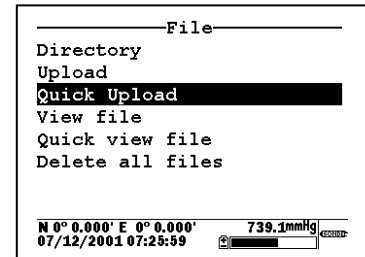 File
Directory
Upload
Quick Upload
View file
Quick view file
Delete all files
N 0° 0.000' E 0° 0.000' 739.1mmHg
07/12/2001 07:25:59